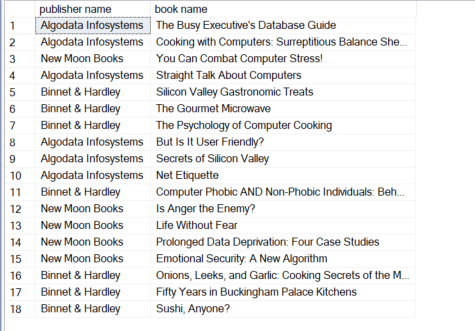 publisher name book name
1 Algodata Infosystems The Busy Executive's Database Guide
2 Algodata Infosystems Cooking with Computers: Surreptitious Balance She...
3 New Moon Books You Can Combat Computer Stress!
4 Algodata Infosystems Straight Talk About Computers
5 Binnet & Hardley Silicon Valley Gastronomic Treats
6 Binnet & Hardley The Gourmet Microwave
7 Binnet & Hardley The Psychology of Computer Cooking
8 Algodata Infosystems But Is It User Friendly?
9 Algodata Infosystems Secrets of Silicon Valley
10 Algodata Infosystems Net Etiquette
11 Binnet & Hardley Computer Phobic AND Non-Phobic Individuals: Beh...
12 New Moon Books Is Anger the Enemy?
13 New Moon Books Life Without Fear
14 New Moon Books Prolonged Data Deprivation: Four Case Studies
15 New Moon Books Emotional Security: A New Algorithm
16 Binnet & Hardley Onions, Leeks, and Garlic: Cooking Secrets of the M...
17 Binnet & Hardley Fifty Years in Buckingham Palace Kitchens
18 Binnet & Hardley Sushi, Anyone?